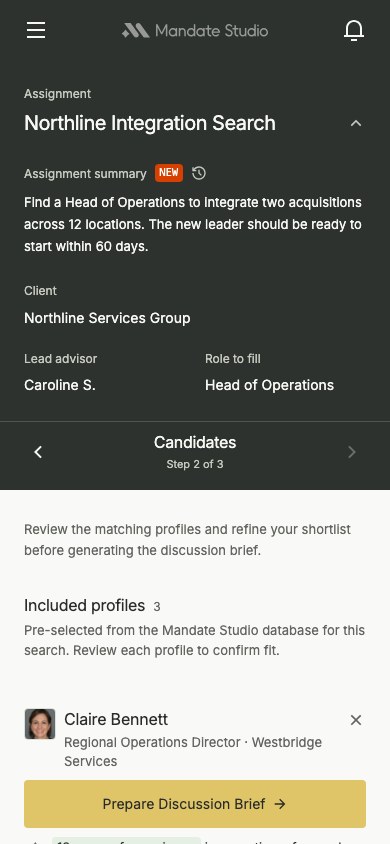 Mandate Studio
Assignment
Northline Integration Search
Assignment summary NEW
Find a Head of Operations to integrate two acquisitions
across 12 locations. The new leader should be ready to
start within 60 days.
Client
Northline Services Group
Lead advisor
Role to fill
Caroline S.
Head of Operations
Candidates
Step 2 of 3
Review the matching profiles and refine your shortlist
before generating the discussion brief.
Included profiles 3
Pre-selected from the Mandate Studio database for this
search. Review each profile to confirm fit.
Claire Bennett
Regional Operations Director · Westbridge
Services
Prepare Discussion Brief →